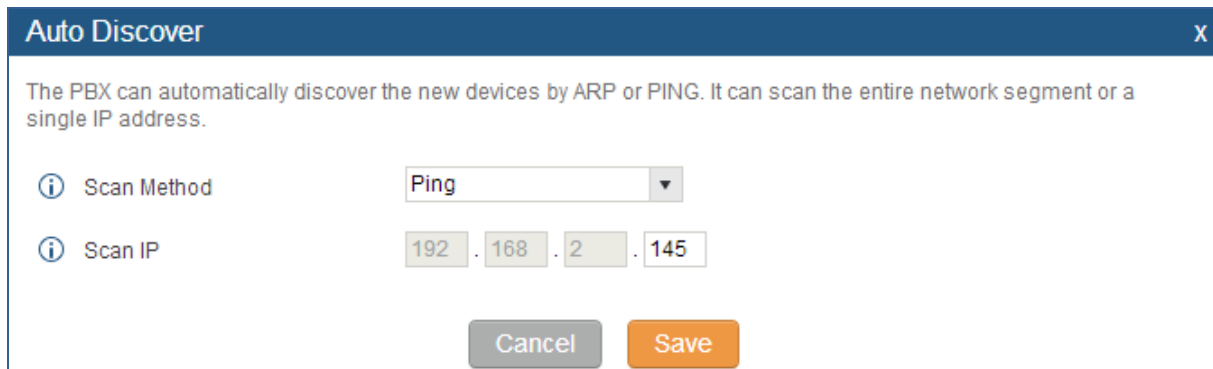 Auto Discover X
The PBX can automatically discover the new devices by ARP or PING. It can scan the entire network segment or a
single IP address.
Scan Method Ping
Scan IP 192 . 168 . 2 . 145
Cancel Save